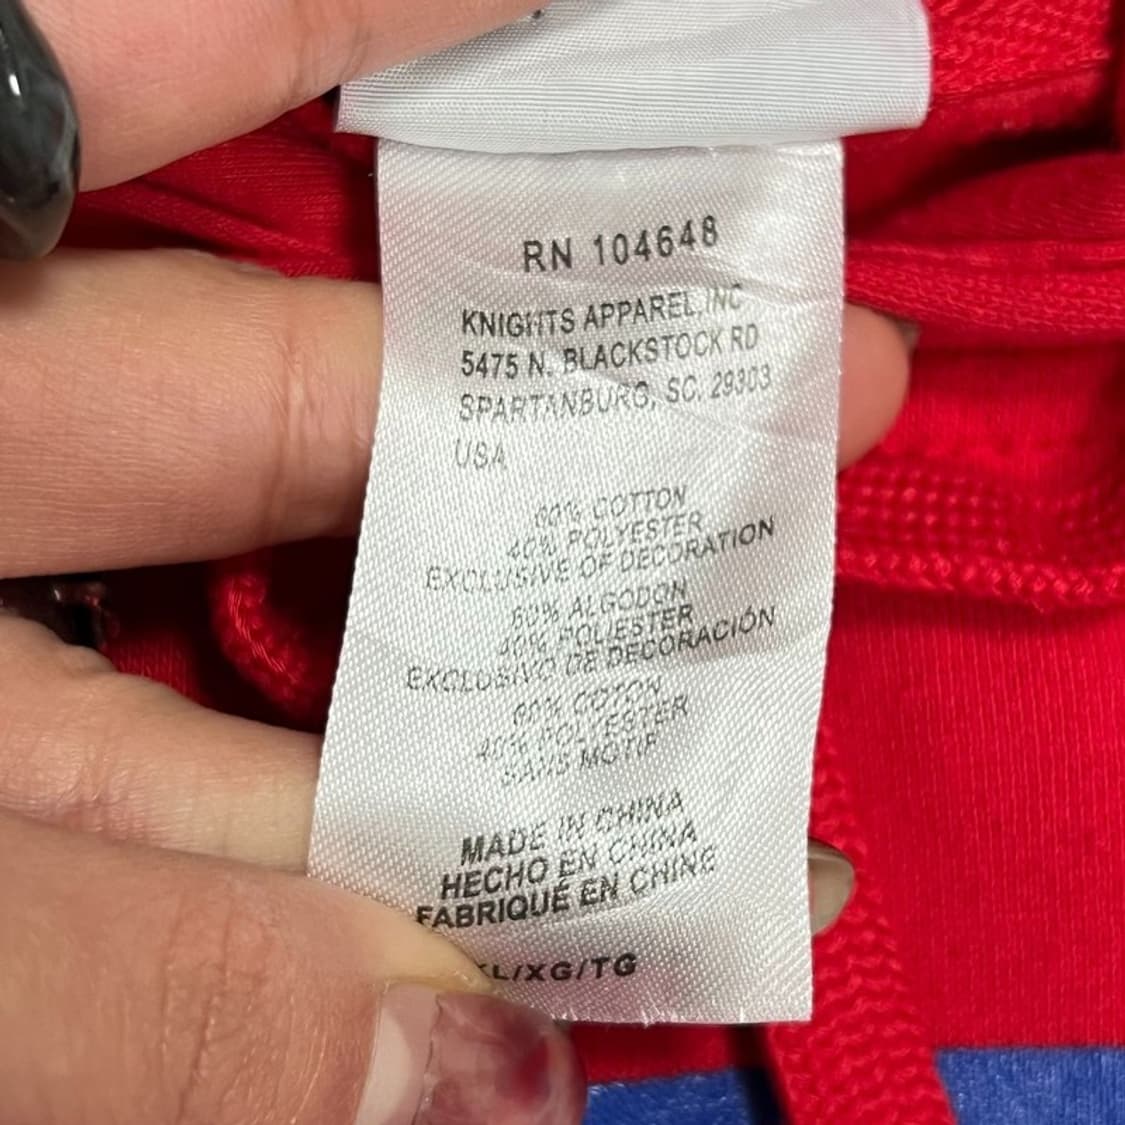 RN 104648
KNIGHTS APPAREL, INC
5475 N. BLACKSTOCK RD
SPARTANBURG, SC. 29303
USA
60% COTTON
40% POLYESTER
EXCLUSIVE OF DECORATION
60% ALGODON
40% POLIESTER
EXCLUSIVO DE DECORACIÓN
60% COTON
40% POLYESTER
SANS MOTIF
MADE IN CHINA
HECHO EN CHINA
FABRIQUÉ EN CHINE
XL/XG/TG